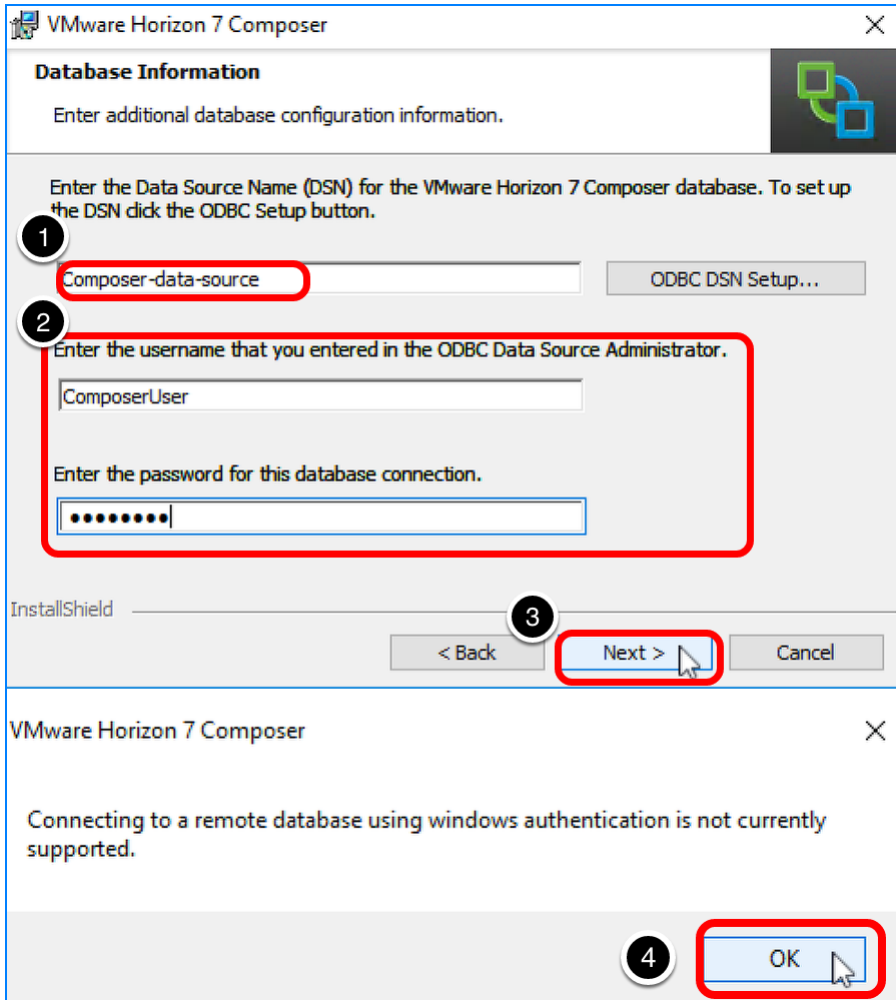 VMware Horizon 7 Composer
Database Information
Enter additional database configuration information.
Enter the Data Source Name (DSN) for the VMware Horizon 7 Composer database. To set up
the DSN click the ODBC Setup button.
1
Composer-data-source
ODBC DSN Setup...
2
Enter the username that you entered in the ODBC Data Source Administrator.
ComposerUser
Enter the password for this database connection.
••••••••
InstallShield
3
< Back
Next >
Cancel
VMware Horizon 7 Composer
Connecting to a remote database using windows authentication is not currently
supported.
4
OK